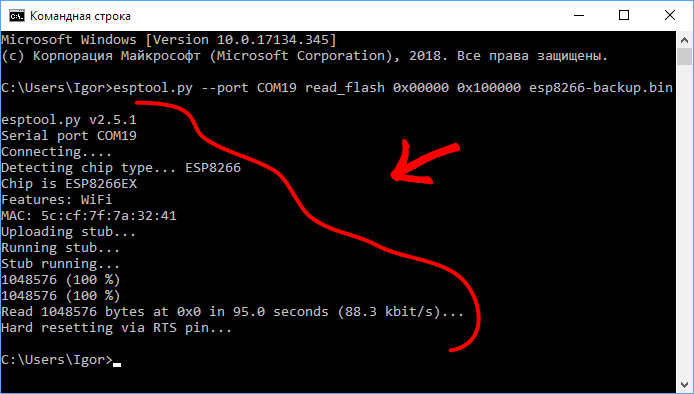 Командная строка
Microsoft Windows [Version 10.0.17134.345]
(c) Корпорация Майкрософт (Microsoft Corporation), 2018. Все права защищены.
C:\Users\Igor>esptool.py --port COM19 read_flash 0x00000 0x100000 esp8266-backup.bin
esptool.py v2.5.1
Serial port COM19
Connecting....
Detecting chip type... ESP8266
Chip is ESP8266EX
Features: WiFi
MAC: 5c:cf:7f:7a:32:41
Uploading stub...
Running stub...
Stub running...
1048576 (100 %)
1048576 (100 %)
Read 1048576 bytes at 0x0 in 95.0 seconds (88.3 kbit/s)...
Hard resetting via RTS pin...
C:\Users\Igor>